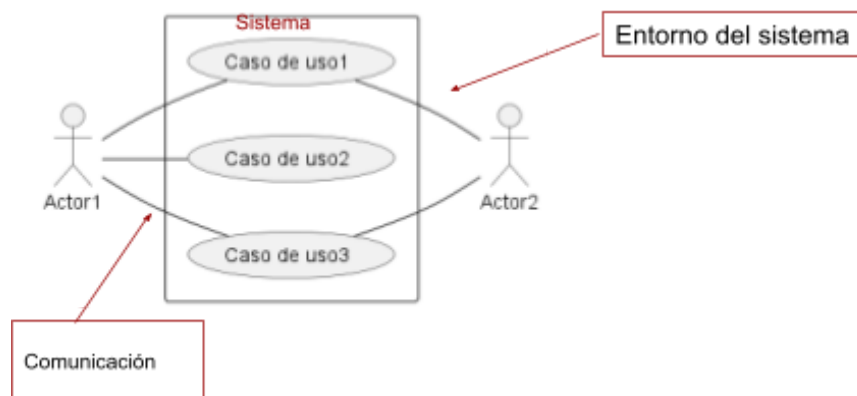 Sistema
Entorno del sistema
Caso de uso1
Caso de uso2
Actor1
Actor2
Caso de uso3
Comunicación